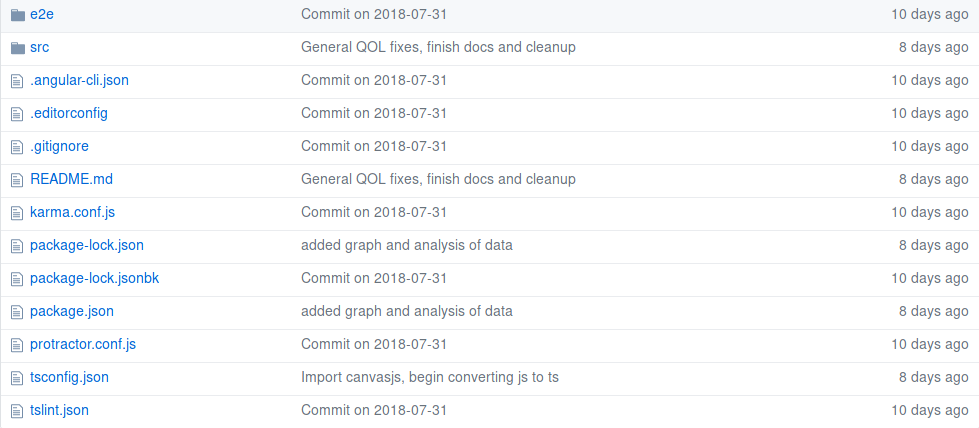 e2e Commit on 2018-07-31 10 days ago
src General QOL fixes, finish docs and cleanup 8 days ago
.angular-cli.json Commit on 2018-07-31 10 days ago
.editorconfig Commit on 2018-07-31 10 days ago
.gitignore Commit on 2018-07-31 10 days ago
README.md General QOL fixes, finish docs and cleanup 8 days ago
karma.conf.js Commit on 2018-07-31 10 days ago
package-lock.json added graph and analysis of data 8 days ago
package-lock.jsonbk Commit on 2018-07-31 10 days ago
package.json added graph and analysis of data 8 days ago
protractor.conf.js Commit on 2018-07-31 10 days ago
tsconfig.json Import canvasjs, begin converting js to ts 8 days ago
tslint.json Commit on 2018-07-31 10 days ago